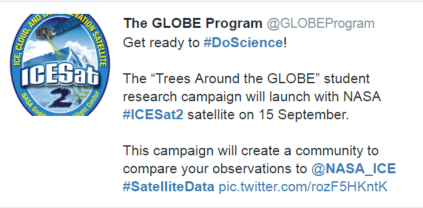 The GLOBE Program @GLOBEProgram
Get ready to #DoScience!
The “Trees Around the GLOBE” student
research campaign will launch with NASA
#ICESat2 satellite on 15 September.
This campaign will create a community to
compare your observations to @NASA_ICE
#SatelliteData pic.twitter.com/rozF5HKntK
ICE, CLOUD, AND LAND ELEVATION SATELLITE
ICESat
2